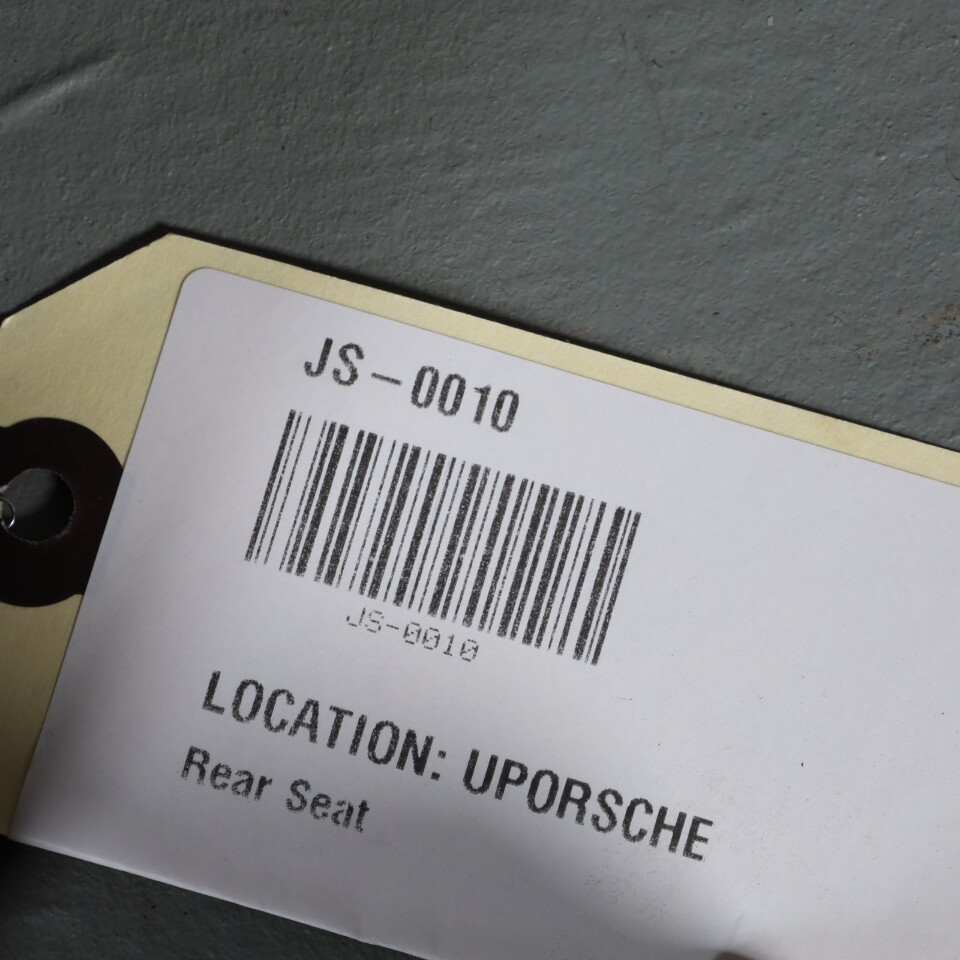 JS-0010
JS-0010
LOCATION: UPORSCHE
Rear Seat